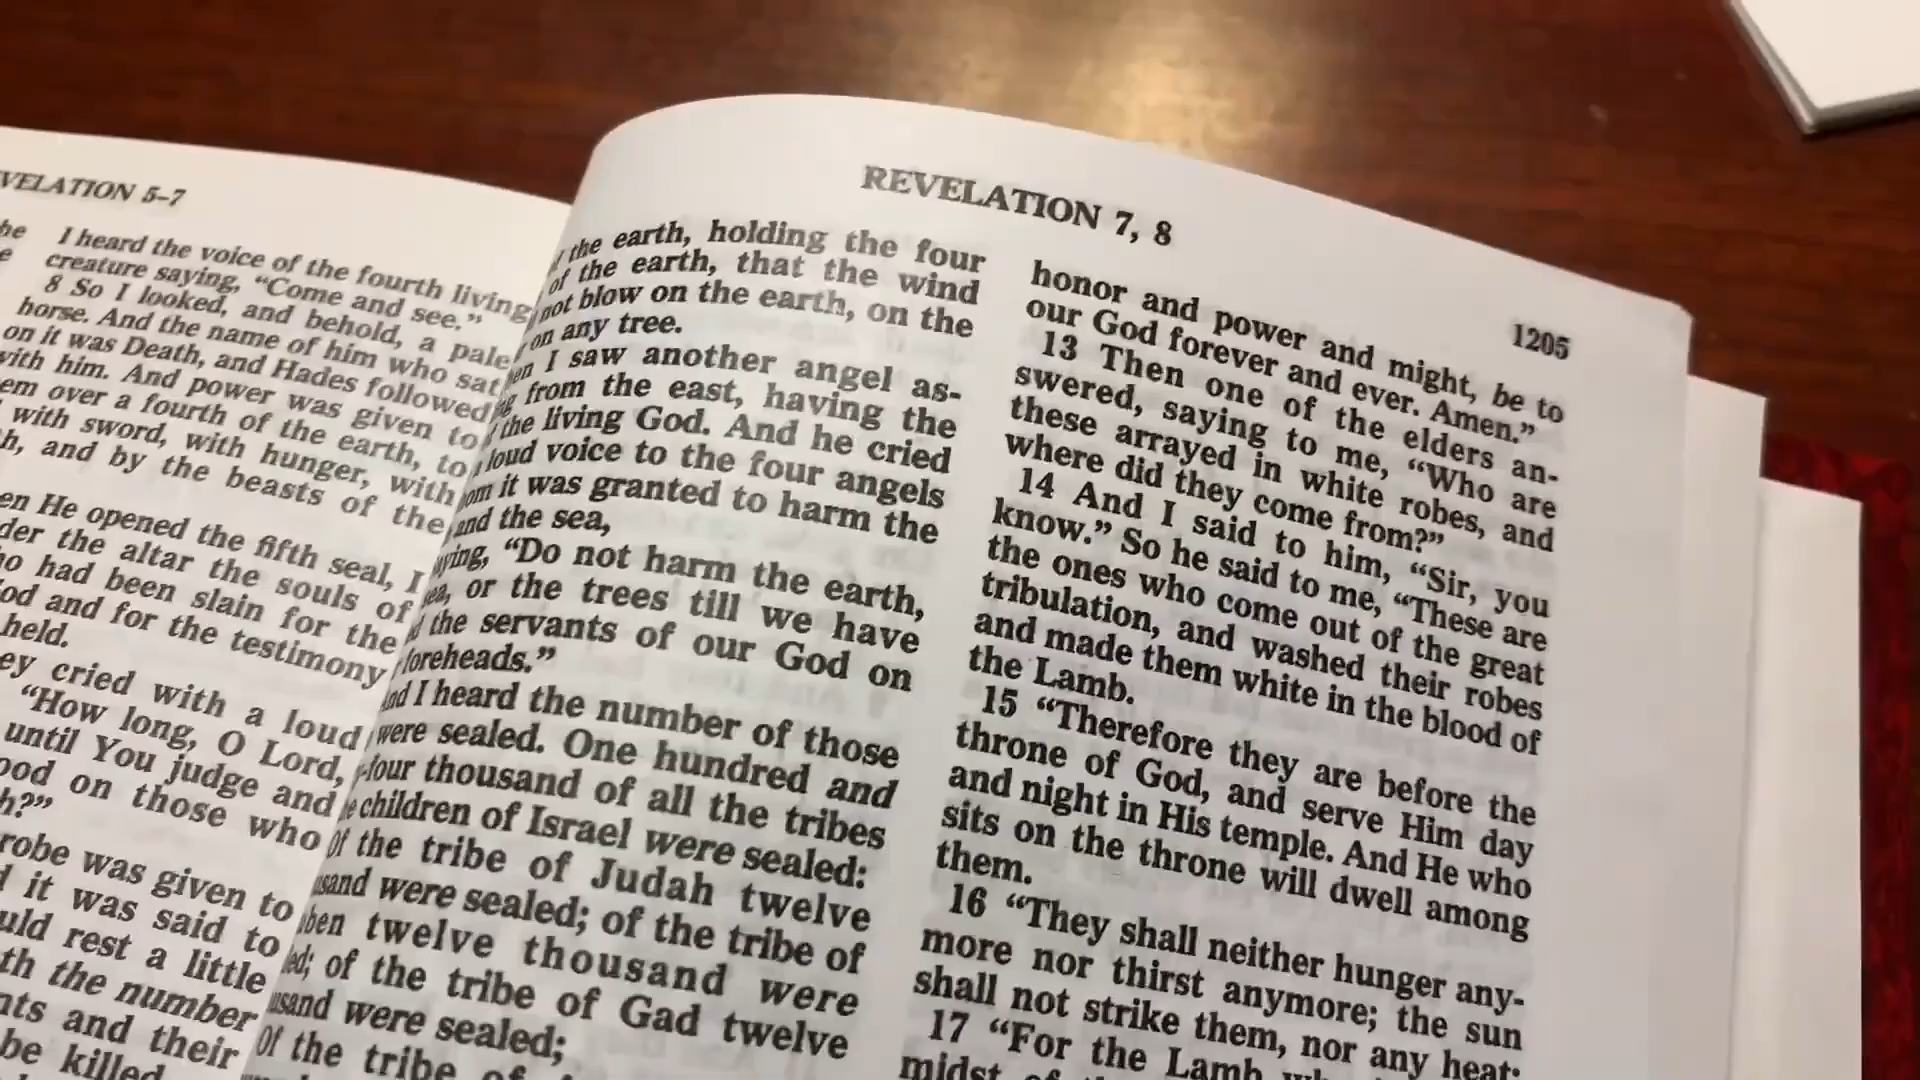 VELATION 5-7
I heard the voice of the fourth living
creature saying, "Come and see."
8 So I looked, and behold, a pale
horse. And the name of him who sat
on it was Death, and Hades followed
with him. And power was given to
em over a fourth of the earth, to
with sword, with hunger, with
h, and by the beasts of the
en He opened the fifth seal, I
der the altar the souls of
o had been slain for the
od and for the testimony
held.
ey cried with a loud
"How long, O Lord,
until You judge and
ood on those who
h?"
robe was given to
it was said to
uld rest a little
th the number
nts and their
be killed
REVELATION 7, 8
1205
the earth, holding the four
of the earth, that the wind
not blow on the earth, on the
on any tree.
en I saw another angel as-
g from the east, having the
the living God. And he cried
loud voice to the four angels
om it was granted to harm the
and the sea,
aying, "Do not harm the earth,
ea, or the trees till we have
the servants of our God on
foreheads."
nd I heard the number of those
were sealed. One hundred and
-four thousand of all the tribes
e children of Israel were sealed:
of the tribe of Judah twelve
usand were sealed; of the tribe of
ben twelve thousand were
ed; of the tribe of Gad twelve
usand were sealed;
Of the tribe of
honor and power and might, be to
our God forever and ever. Amen."
13 Then one of the elders an-
swered, saying to me, "Who are
these arrayed in white robes, and
where did they come from?"
14 And I said to him, "Sir, you
know." So he said to me, "These are
the ones who come out of the great
tribulation, and washed their robes
and made them white in the blood of
the Lamb.
15 "Therefore they are before the
throne of God, and serve Him day
and night in His temple. And He who
sits on the throne will dwell among
them.
16 "They shall neither hunger any-
more nor thirst anymore; the sun
shall not strike them, nor any heat;
17 "For the Lamb
midst of